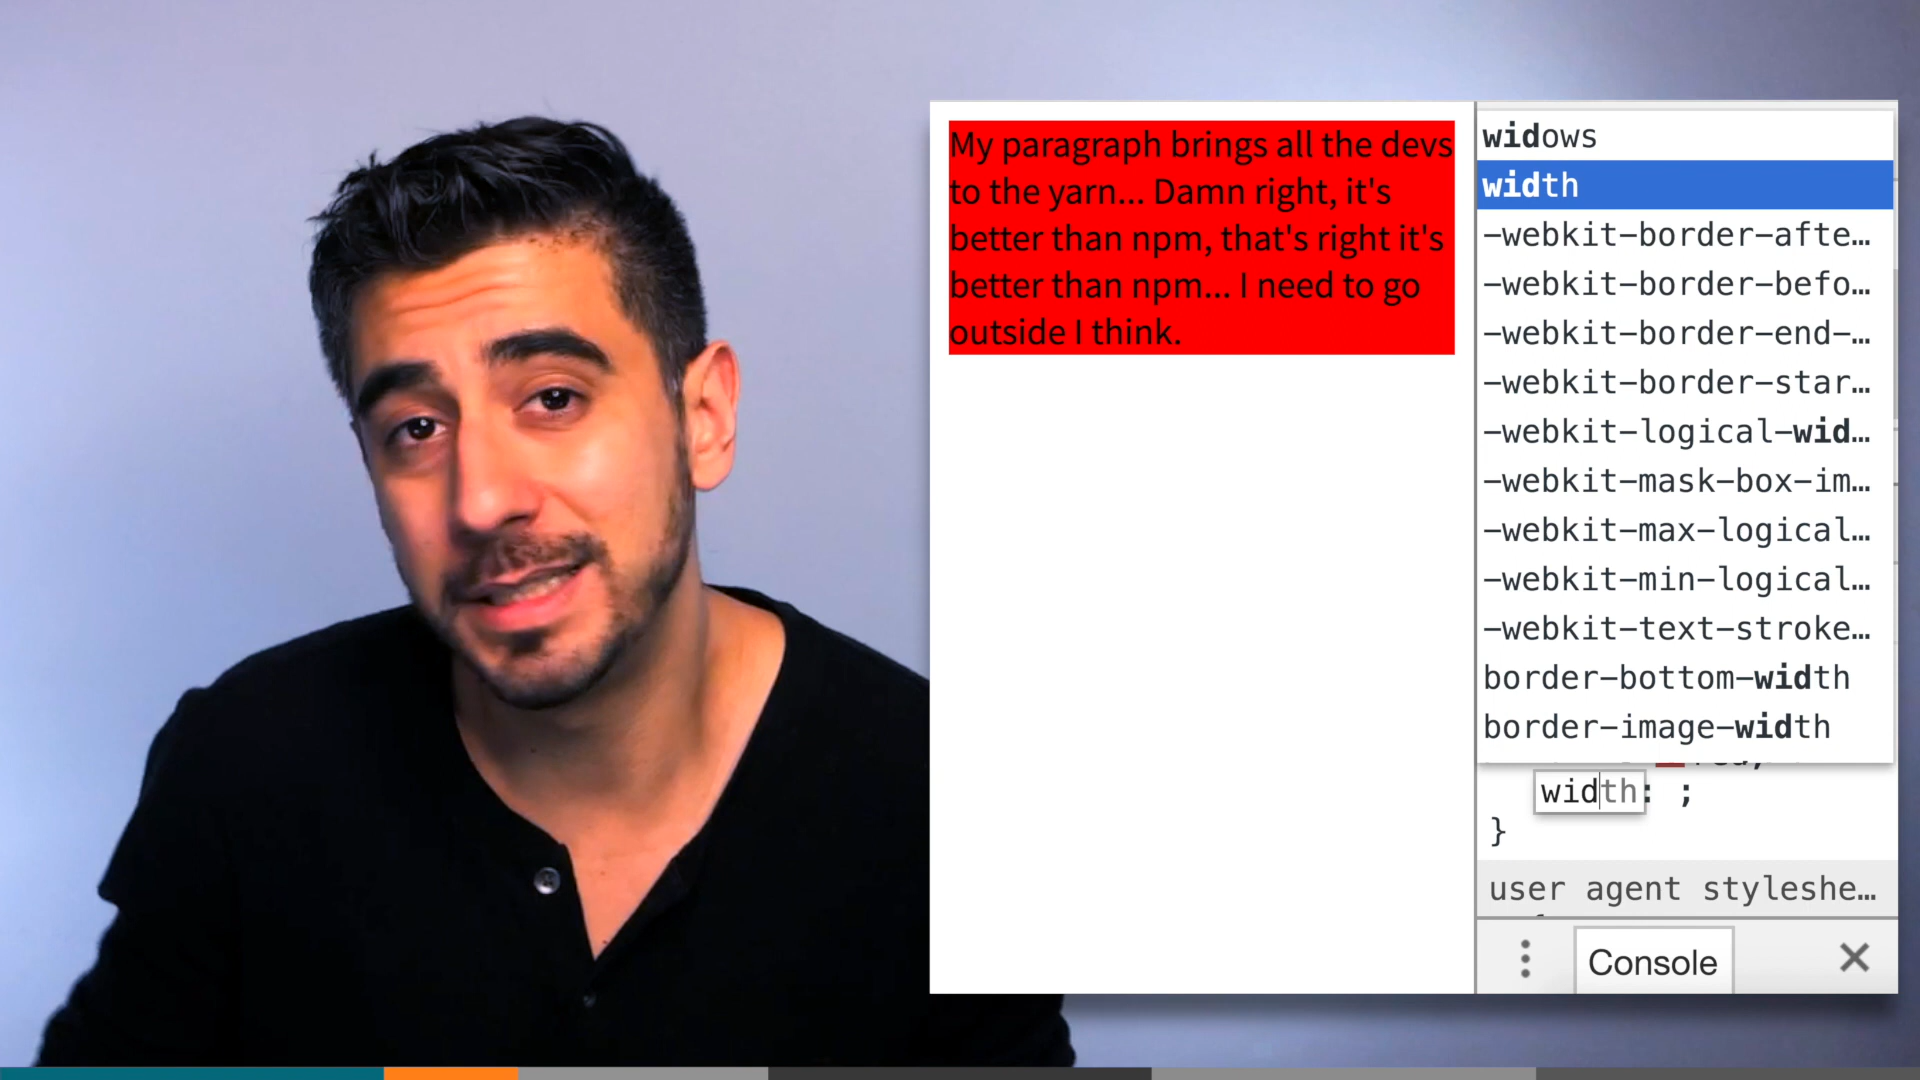 My paragraph brings all the devs
to the yarn... Damn right, it's
better than npm, that's right it's
better than npm... I need to go
outside I think.
widows
width
-webkit-border-afte…
-webkit-border-befo…
-webkit-border-end-…
-webkit-border-star…
-webkit-logical-wid…
-webkit-mask-box-im…
-webkit-max-logical…
-webkit-min-logical…
-webkit-text-stroke…
border-bottom-width
border-image-width
width: ;
}
user agent styleshe…
Console